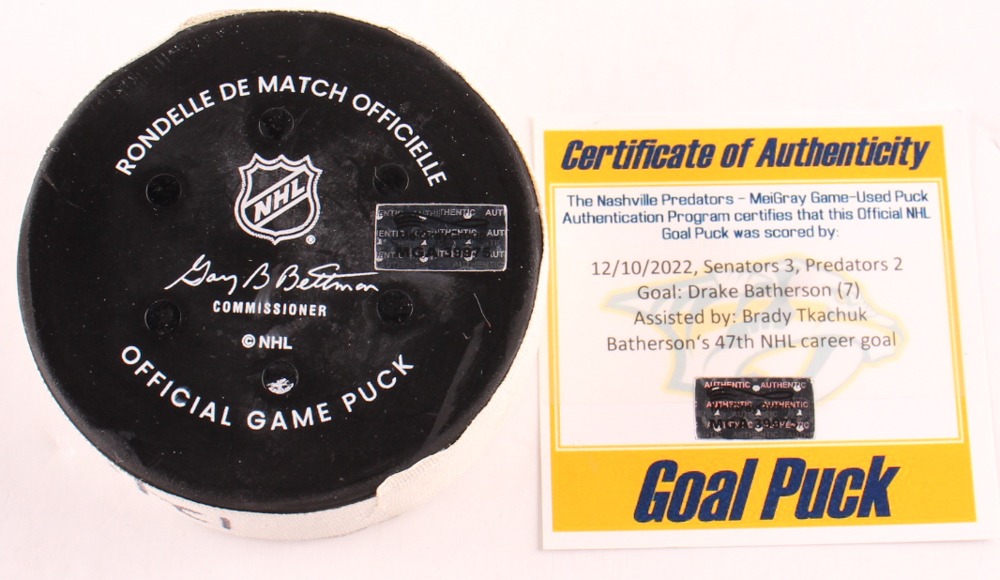 RONDELLE DE MATCH OFFICIELLE
NHL
Gary B Bettman
COMMISSIONER
© NHL
OFFICIAL GAME PUCK
AUTHENTIC
Certificate of Authenticity
The Nashville Predators - MeiGray Game-Used Puck
Authentication Program certifies that this Official NHL
Goal Puck was scored by:
12/10/2022, Senators 3, Predators 2
Goal: Drake Batherson (7)
Assisted by: Brady Tkachuk
Batherson's 47th NHL career goal
AUTHENTIC AUTHENTIC
AUTHENTIC AUTHENTIC
Goal Puck